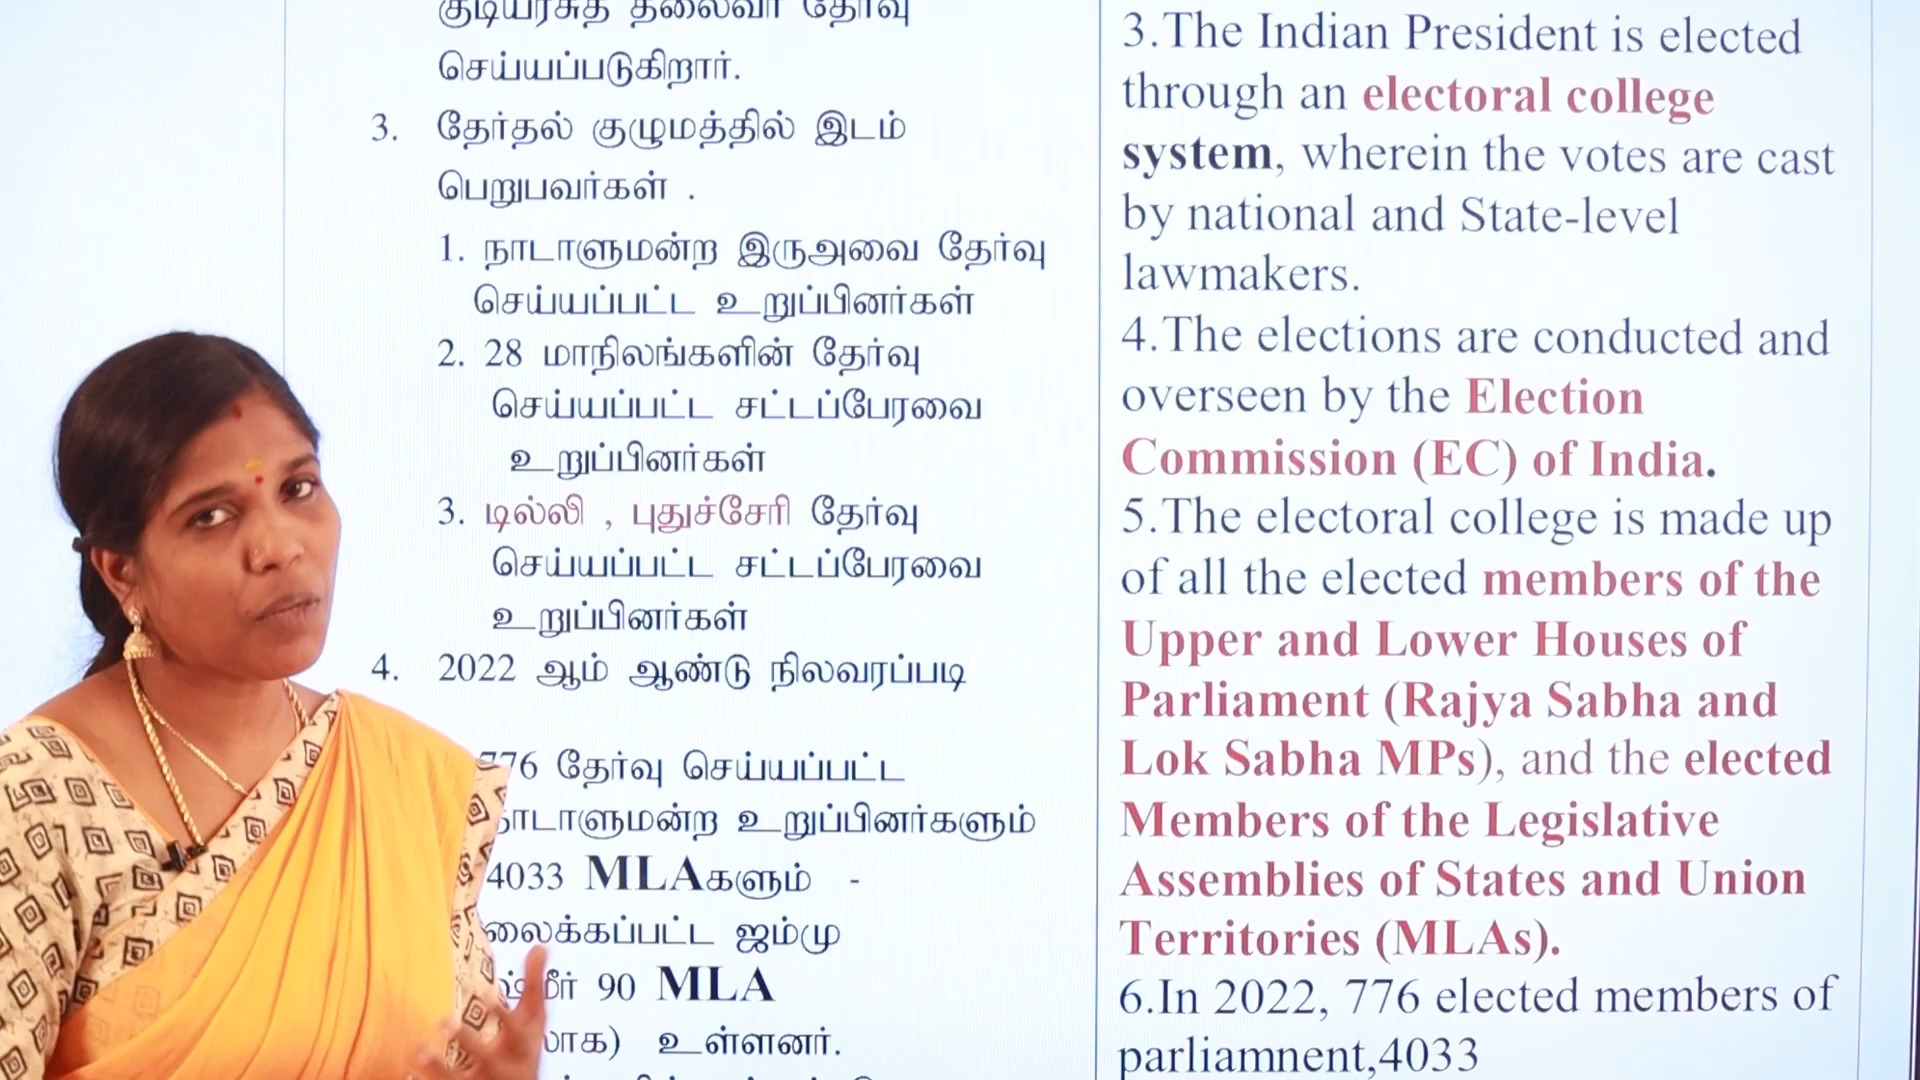 குடியரசுத் தலைவர் தேர்வு
செய்யப்படுகிறார்.
3. தேர்தல் குழுமத்தில் இடம்
பெறுபவர்கள் .
1. நாடாளுமன்ற இருஅவை தேர்வு
செய்யப்பட்ட உறுப்பினர்கள்
2. 28 மாநிலங்களின் தேர்வு
செய்யப்பட்ட சட்டப்பேரவை
உறுப்பினர்கள்
3. டில்லி , புதுச்சேரி தேர்வு
செய்யப்பட்ட சட்டப்பேரவை
உறுப்பினர்கள்
4. 2022 ஆம் ஆண்டு நிலவரப்படி
776 தேர்வு செய்யப்பட்ட
நாடாளுமன்ற உறுப்பினர்களும்
4033 MLAகளும் -
ஜம்மு
90 MLA
உள்ளனர்.
3.The Indian President is elected
through an electoral college
system, wherein the votes are cast
by national and State-level
lawmakers.
4.The elections are conducted and
overseen by the Election
Commission (EC) of India.
5.The electoral college is made up
of all the elected members of the
Upper and Lower Houses of
Parliament (Rajya Sabha and
Lok Sabha MPs), and the elected
Members of the Legislative
Assemblies of States and Union
Territories (MLAs).
6.In 2022, 776 elected members of
parliamnent,4033